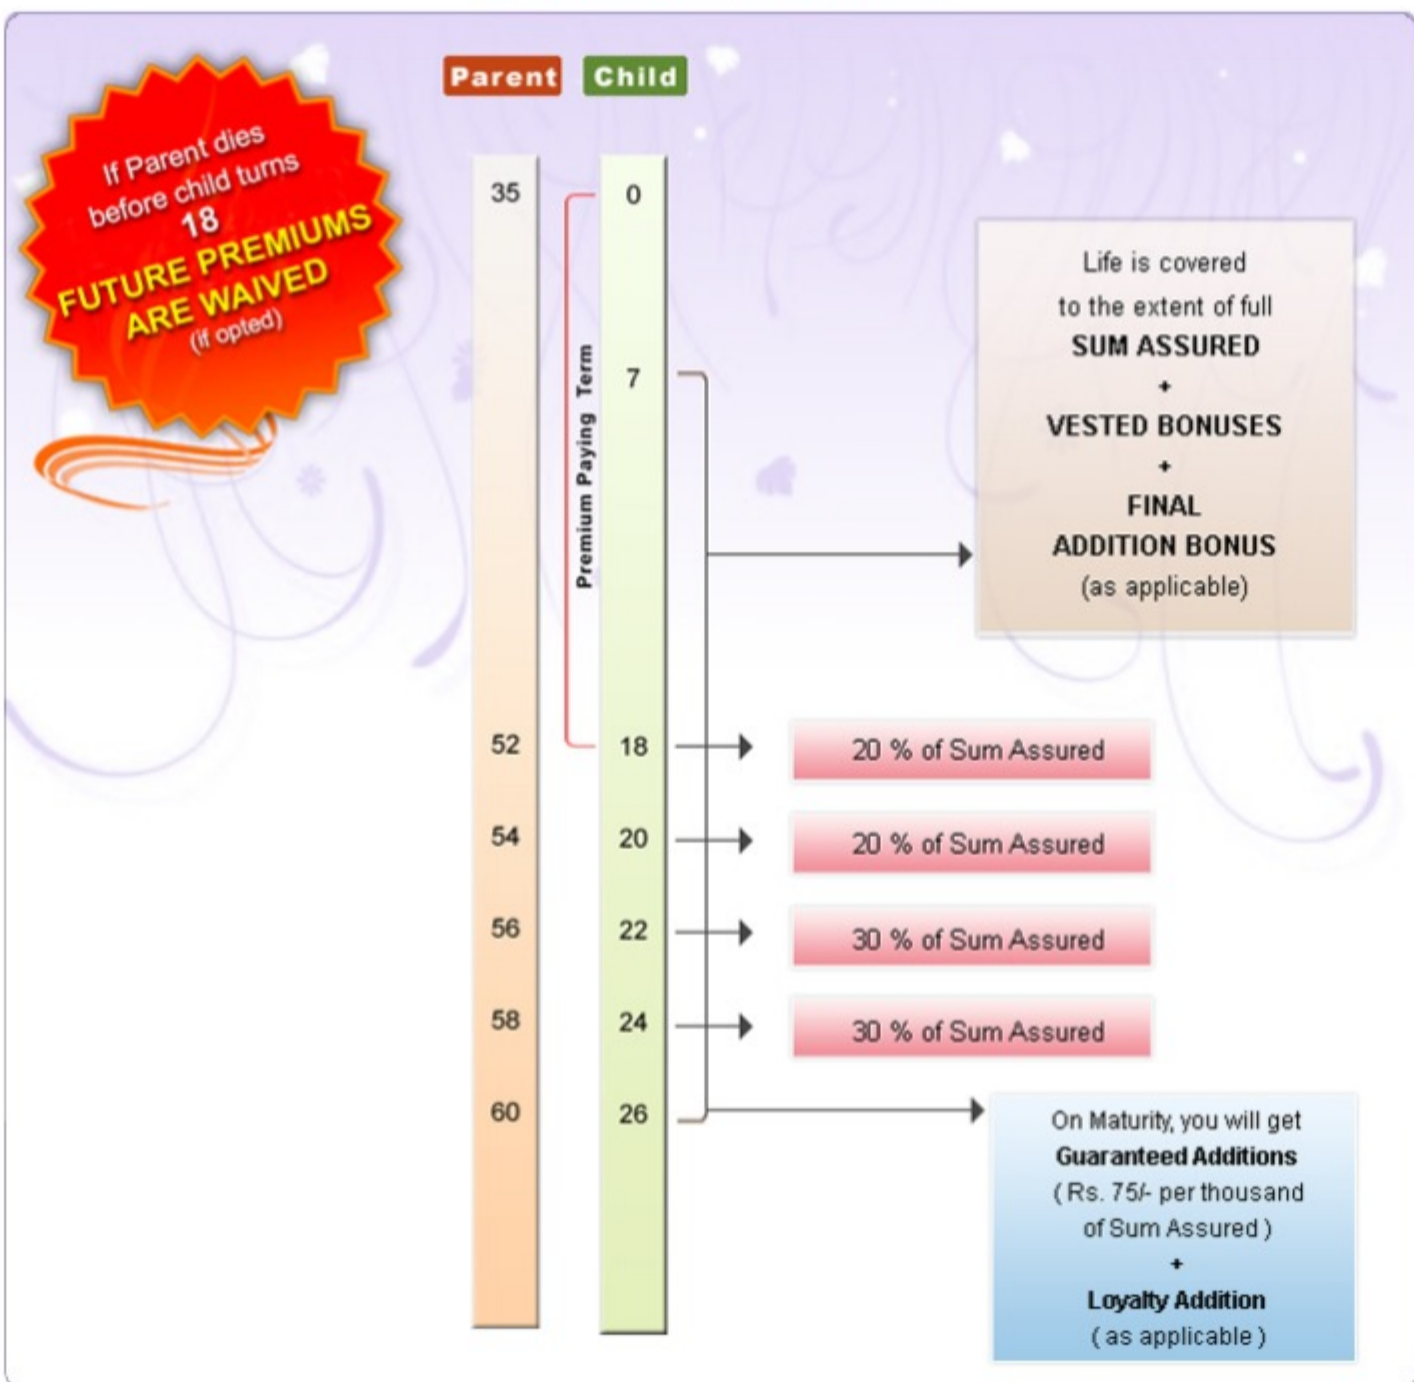 If Parent dies
before child turns
18
FUTURE PREMIUMS
ARE WAIVED
(if opted)
Parent Child
35 0
Premium Paying Term
7
Life is covered
to the extent of full
SUM ASSURED
+
VESTED BONUSES
+
FINAL
ADDITION BONUS
(as applicable)
52 18 20 % of Sum Assured
54 20 20 % of Sum Assured
56 22 30 % of Sum Assured
58 24 30 % of Sum Assured
60 26
On Maturity, you will get
Guaranteed Additions
( Rs. 75/- per thousand
of Sum Assured )
+
Loyalty Addition
( as applicable )